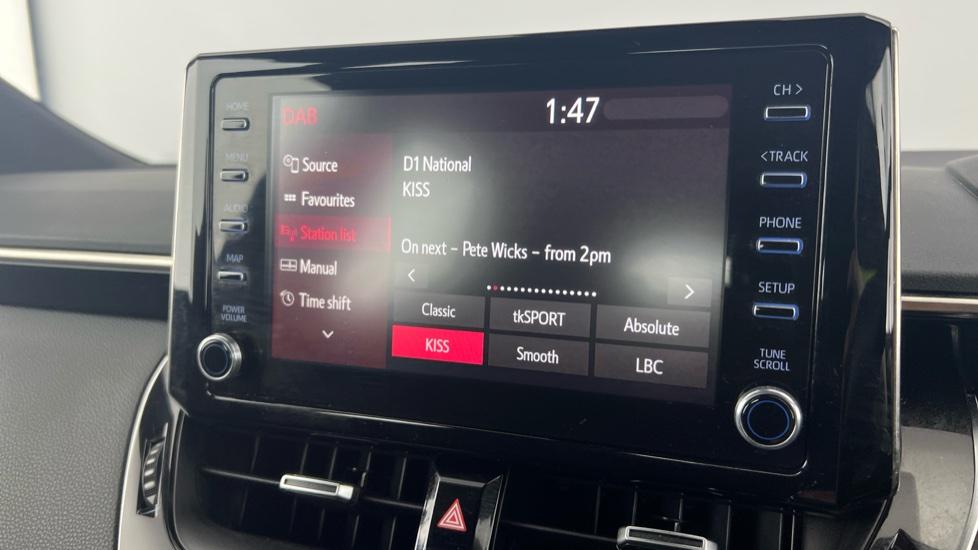 HOME
MENU
AUDIO
MAP
POWER
VOLUME
DAB
1:47
Source
Favourites
Station list
Manual
Time shift
D1 National
KISS
On next – Pete Wicks – from 2pm
Classic
tkSPORT
Absolute
KISS
Smooth
LBC
CH >
< TRACK
PHONE
SETUP
TUNE
SCROLL